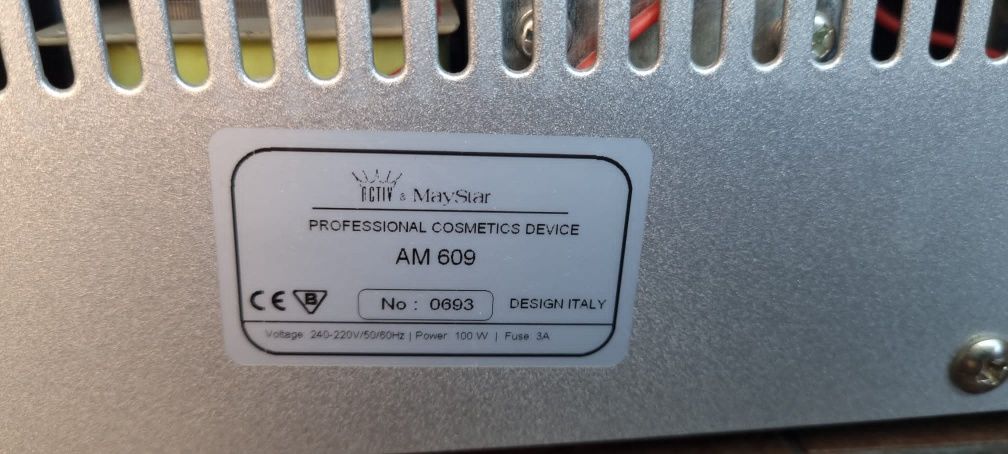 ACTIV & MayStar
PROFESSIONAL COSMETICS DEVICE
AM 609
CE B No : 0693 DESIGN ITALY
Voltage: 240-220V/50/60Hz | Power: 100 W | Fuse: 3A